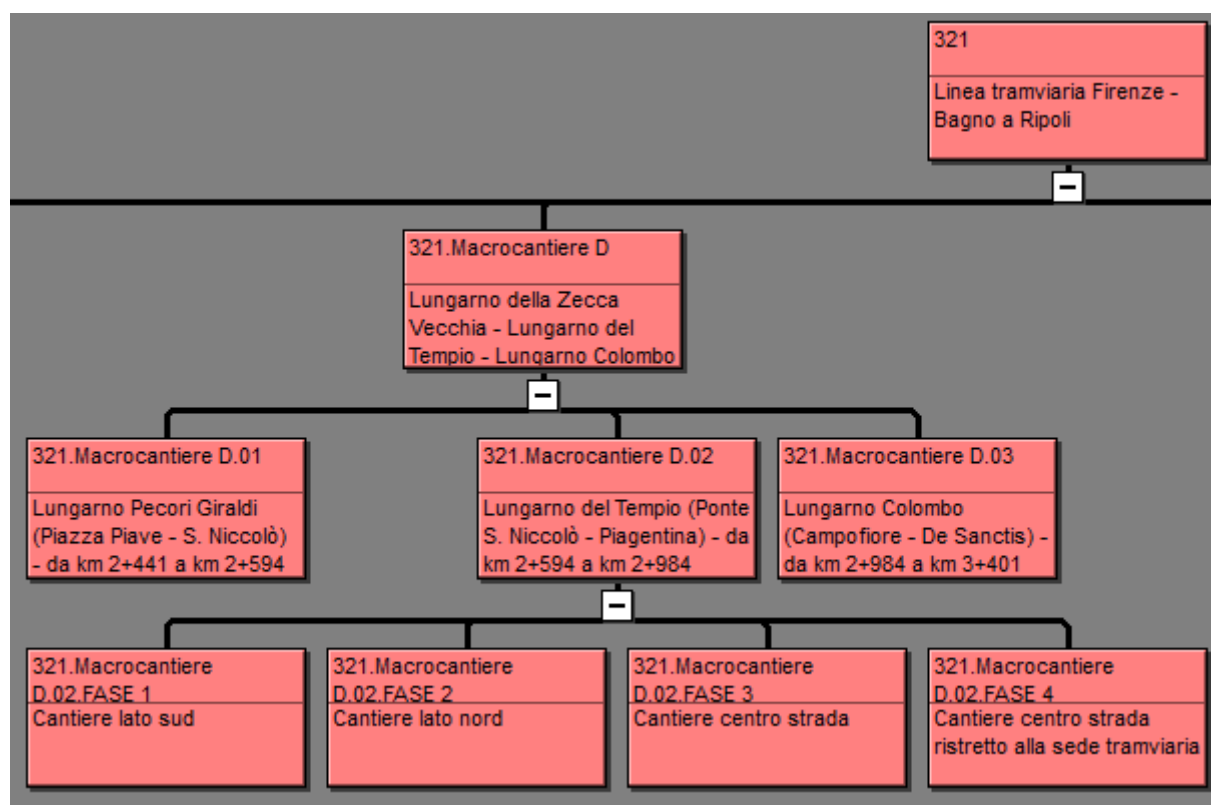 321
Linea tramviaria Firenze -
Bagno a Ripoli
321.Macrocantiere D
Lungarno della Zecca
Vecchia - Lungarno del
Tempio - Lungarno Colombo
321.Macrocantiere D.01
Lungarno Pecori Giraldi
(Piazza Piave - S. Niccolò)
- da km 2+441 a km 2+594
321.Macrocantiere D.02
Lungarno del Tempio (Ponte
S. Niccolò - Piagentina) - da
km 2+594 a km 2+984
321.Macrocantiere D.03
Lungarno Colombo
(Campofiore - De Sanctis) -
da km 2+984 a km 3+401
321.Macrocantiere
D.02.FASE 1
Cantiere lato sud
321.Macrocantiere
D.02.FASE 2
Cantiere lato nord
321.Macrocantiere
D.02.FASE 3
Cantiere centro strada
321.Macrocantiere
D.02.FASE 4
Cantiere centro strada
ristretto alla sede tramviaria